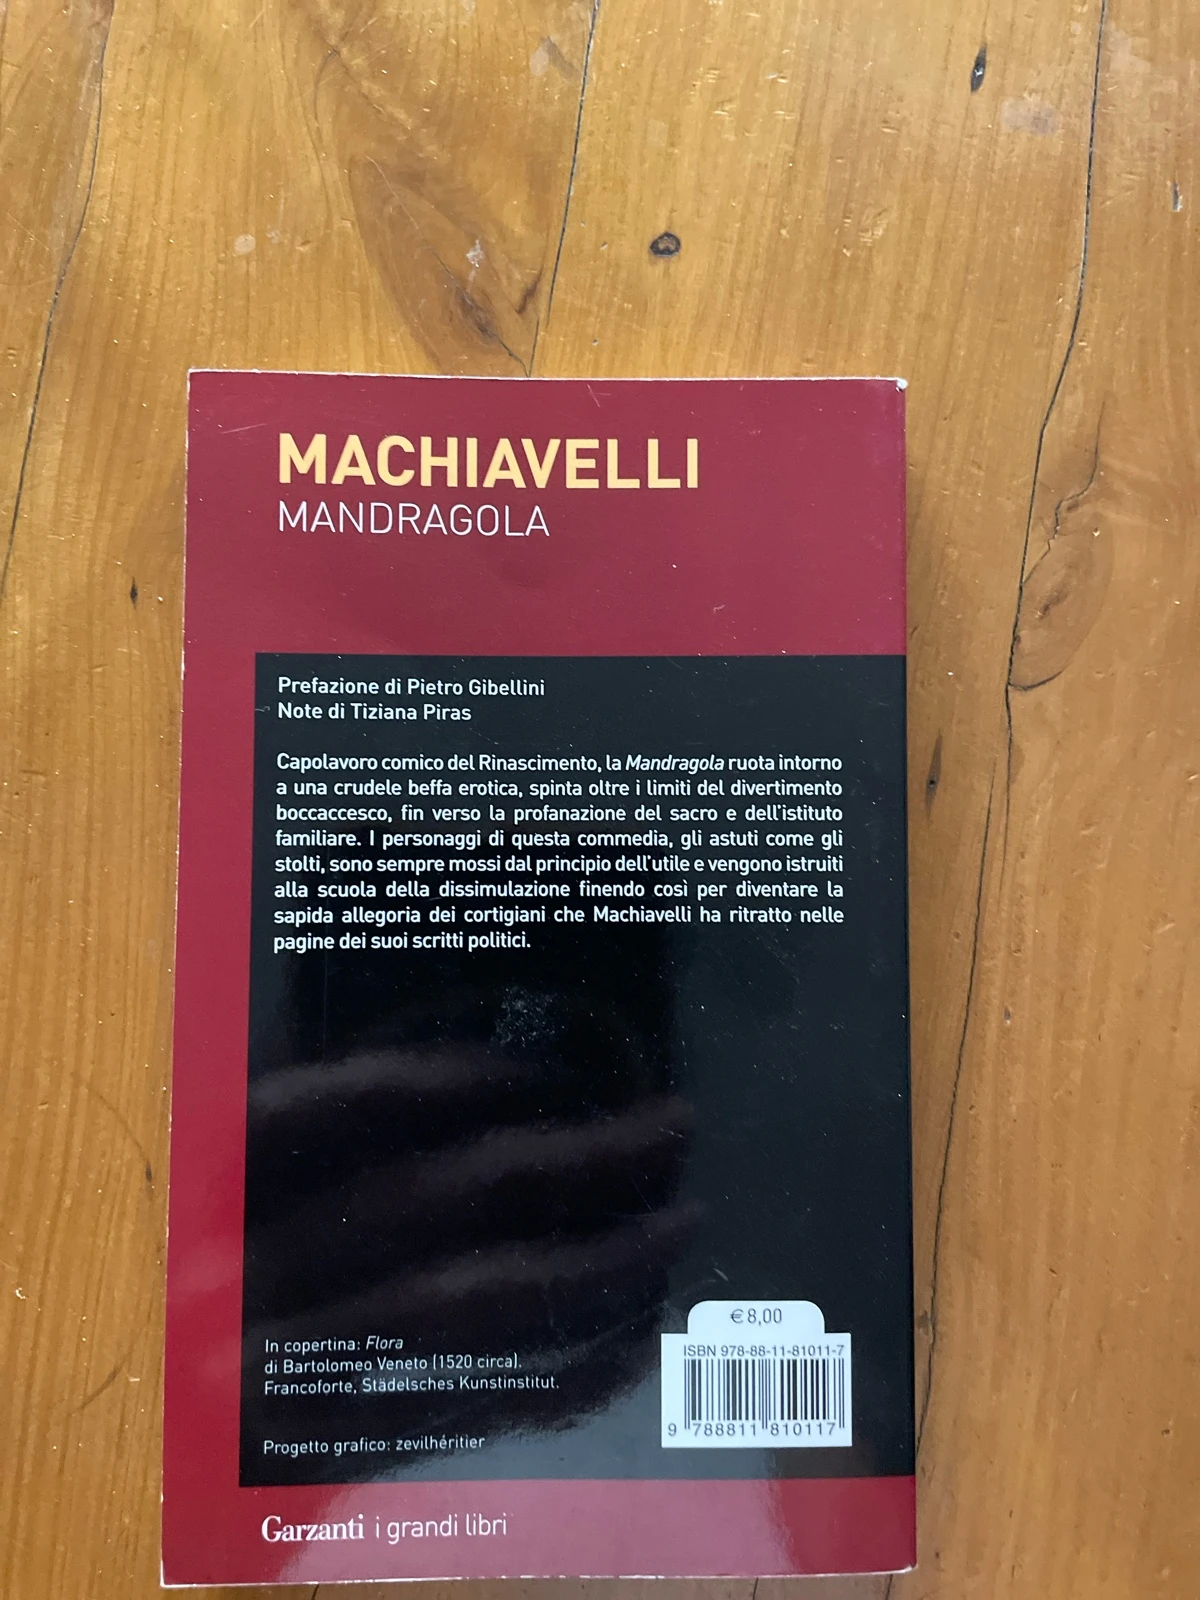 MACHIAVELLI
MANDRAGOLA
Prefazione di Pietro Gibellini
Note di Tiziana Piras
Capolavoro comico del Rinascimento, la Mandragola ruota intorno
a una crudele beffa erotica, spinta oltre i limiti del divertimento
boccaccesco, fin verso la profanazione del sacro e dell'istituto
familiare. I personaggi di questa commedia, gli astuti come gli
stolti, sono sempre mossi dal principio dell'utile e vengono istruiti
alla scuola della dissimulazione finendo così per diventare la
sapida allegoria dei cortigiani che Machiavelli ha ritratto nelle
pagine dei suoi scritti politici.
In copertina: Flora
di Bartolomeo Veneto (1520 circa).
Francoforte, Städelsches Kunstinstitut.
Progetto grafico: zevilhéritier
€ 8,00
ISBN 978-88-11-81011-7
9 788811 810117
Garzanti i grandi libri